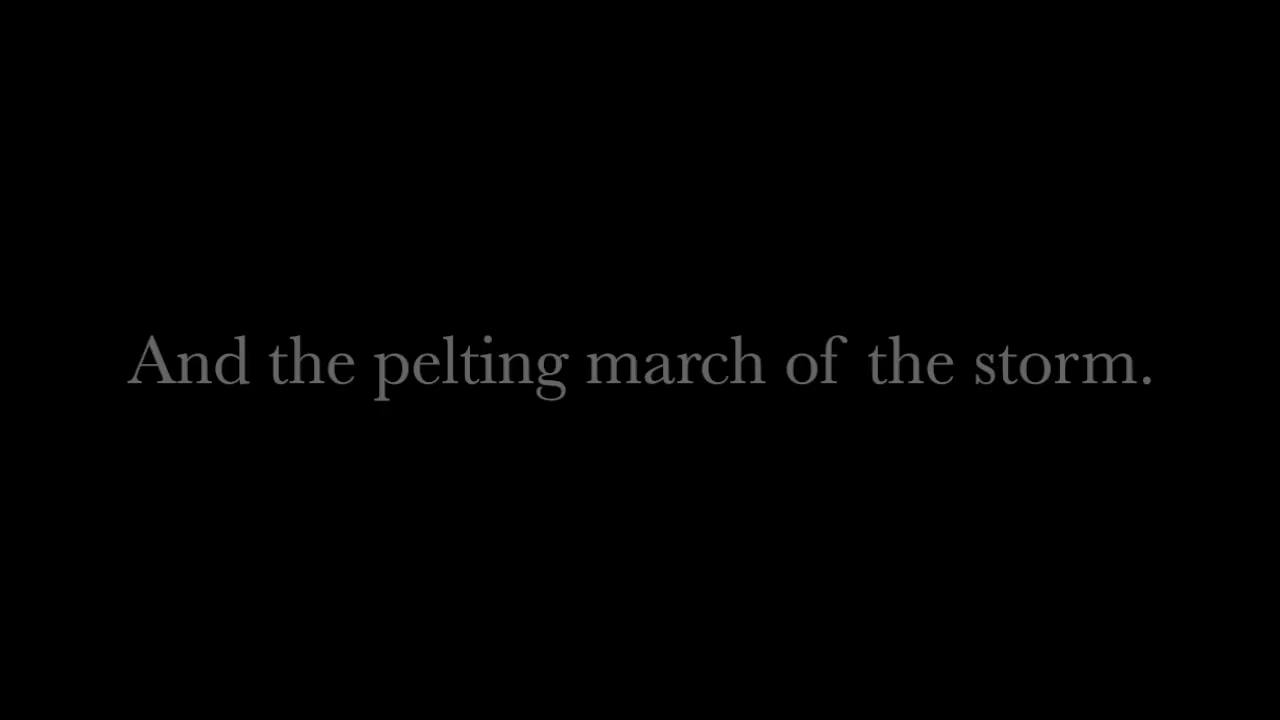 And the pelting march of the storm.